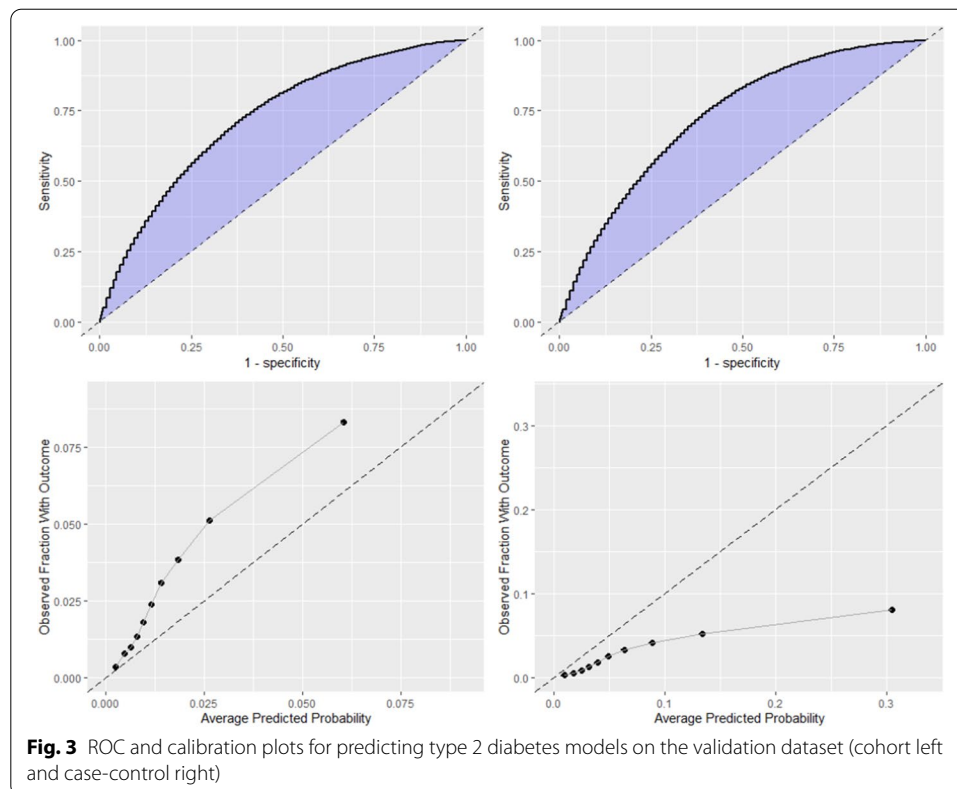 1.00
0.75
0.50
0.25
0.00
Sensitivity
0.00 0.25 0.50 0.75 1.00
1 - specificity
1.00
0.75
0.50
0.25
0.00
Sensitivity
0.00 0.25 0.50 0.75 1.00
1 - specificity
0.075
0.050
0.025
0.000
Observed Fraction With Outcome
0.000 0.025 0.050 0.075
Average Predicted Probability
0.3
0.2
0.1
0.0
Observed Fraction With Outcome
0.0 0.1 0.2 0.3
Average Predicted Probability
Fig. 3 ROC and calibration plots for predicting type 2 diabetes models on the validation dataset (cohort left
and case-control right)